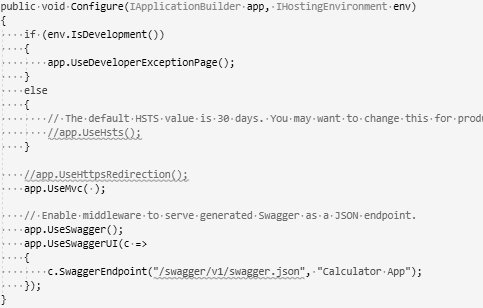 public void Configure(IApplicationBuilder app, IHostingEnvironment env)
{
    if (env.IsDevelopment())
    {
        app.UseDeveloperExceptionPage();
    }
    else
    {
        // The default HSTS value is 30 days. You may want to change this for
        //app.UseHsts();
    }

    //app.UseHttpsRedirection();
    app.UseMvc( );

    // Enable middleware to serve generated Swagger as a JSON endpoint.
    app.UseSwagger();
    app.UseSwaggerUI(c =>
    {
        c.SwaggerEndpoint("/swagger/v1/swagger.json", "Calculator App");
    });
}